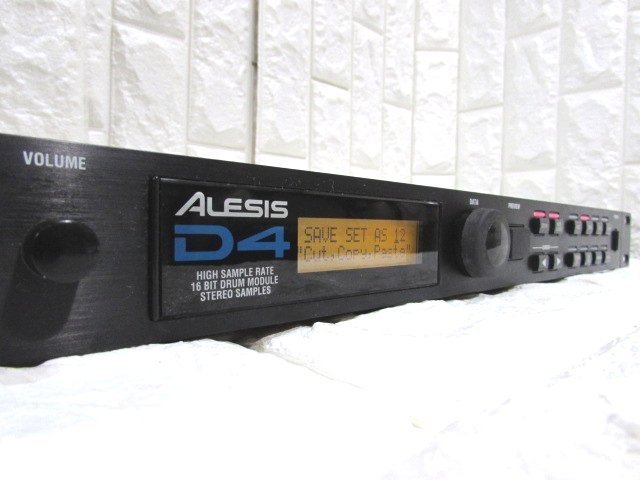 VOLUME
ALESIS
D4
HIGH SAMPLE RATE
16 BIT DRUM MODULE
STEREO SAMPLES
SAVE SET AS 12
"Cut,Copy,Paste"
DATA
PREVIEW